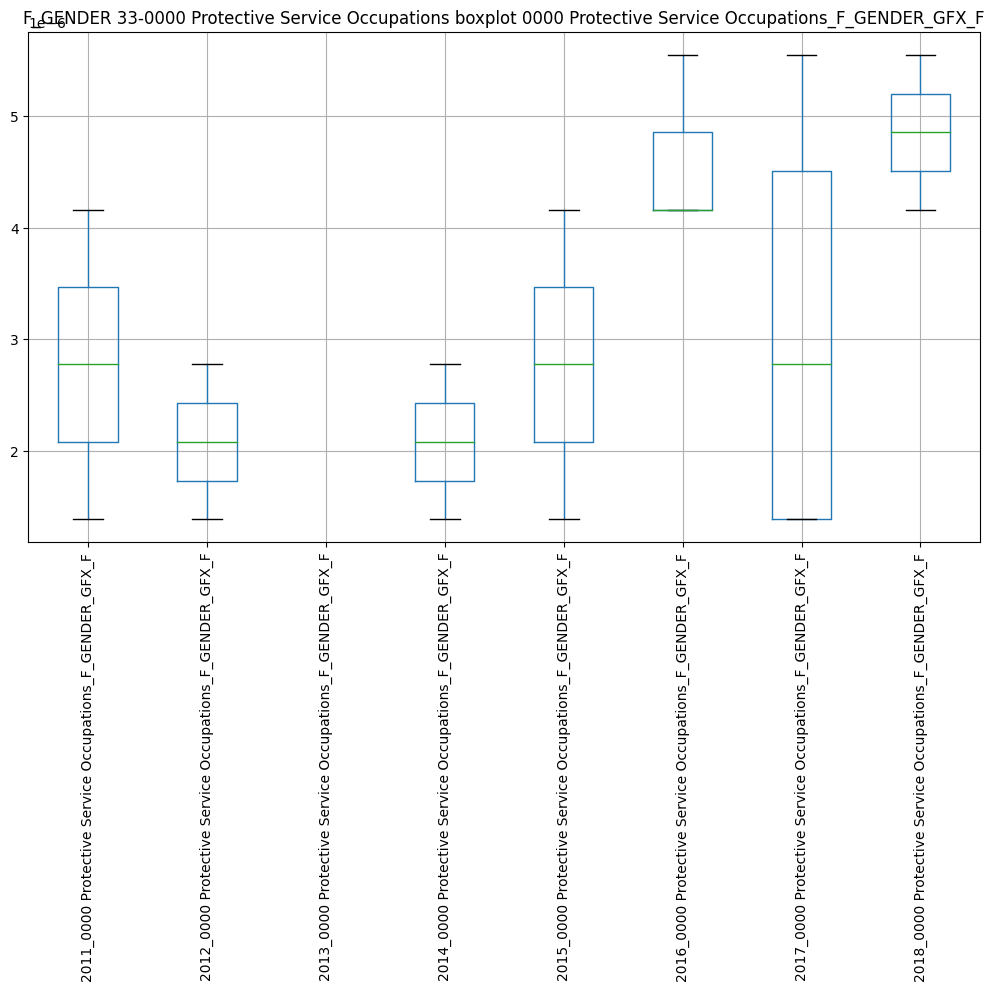 F_GENDER 33-0000 Protective Service Occupations boxplot 0000 Protective Service Occupations_F_GENDER_GFX_F
1e−6
5
4
3
2
2011_0000 Protective Service Occupations_F_GENDER_GFX_F
2012_0000 Protective Service Occupations_F_GENDER_GFX_F
2013_0000 Protective Service Occupations_F_GENDER_GFX_F
2014_0000 Protective Service Occupations_F_GENDER_GFX_F
2015_0000 Protective Service Occupations_F_GENDER_GFX_F
2016_0000 Protective Service Occupations_F_GENDER_GFX_F
2017_0000 Protective Service Occupations_F_GENDER_GFX_F
2018_0000 Protective Service Occupations_F_GENDER_GFX_F